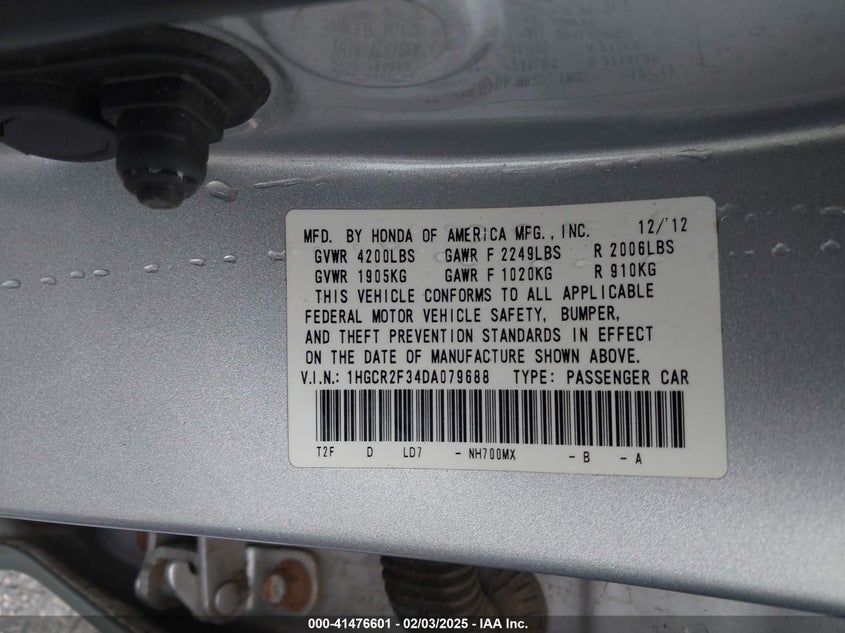 MFD. BY HONDA OF AMERICA MFG., INC. 12/'12
GVWR 4200LBS GAWR F 2249LBS R 2006LBS
GVWR 1905KG GAWR F 1020KG R 910KG
THIS VEHICLE CONFORMS TO ALL APPLICABLE
FEDERAL MOTOR VEHICLE SAFETY, BUMPER,
AND THEFT PREVENTION STANDARDS IN EFFECT
ON THE DATE OF MANUFACTURE SHOWN ABOVE.
V.I.N.: 1HGCR2F34DA079688 TYPE: PASSENGER CAR
T2F D LD7 - NH700MX - B - A
000-41476601 - 02/03/2025 - IAA Inc.